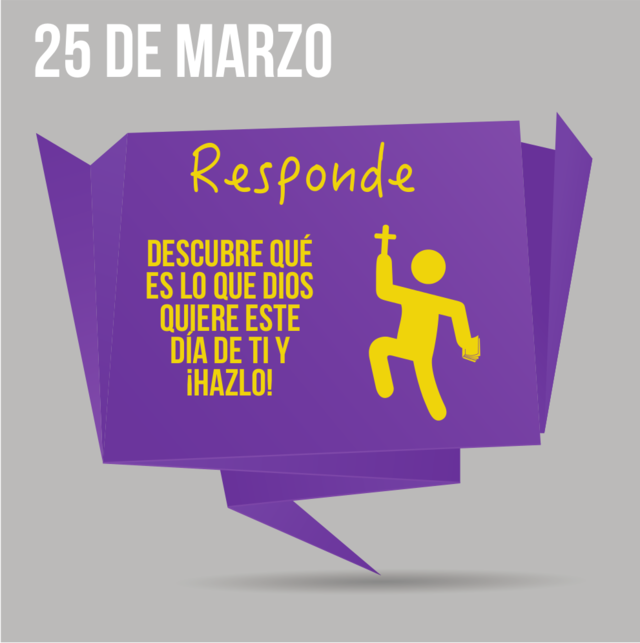 25 DE MARZO
Responde
DESCUBRE QUÉ
ES LO QUE DIOS
QUIERE ESTE
DÍA DE TI Y
¡HAZLO!